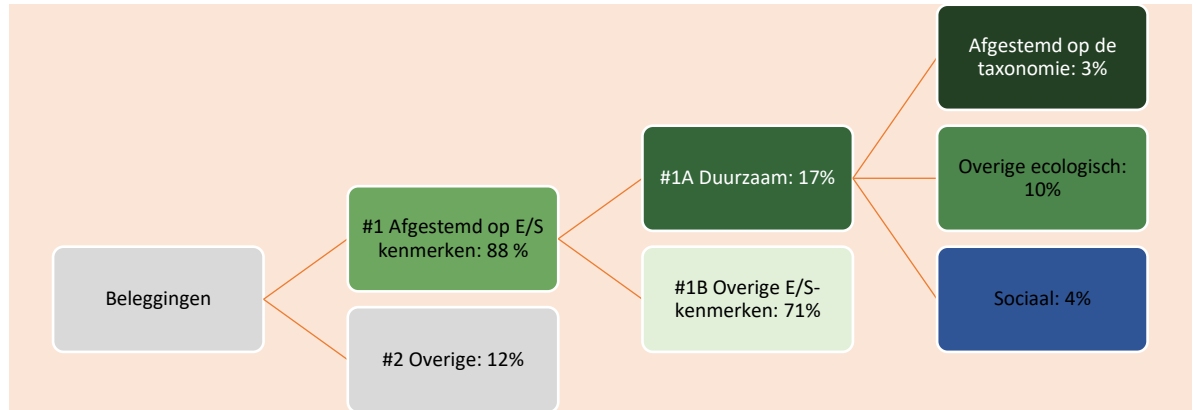 Beleggingen
#1 Afgestemd op E/S
kenmerken: 88 %
#2 Overige: 12%
#1A Duurzaam: 17%
#1B Overige E/S-
kenmerken: 71%
Afgestemd op de
taxonomie: 3%
Overige ecologisch:
10%
Sociaal: 4%